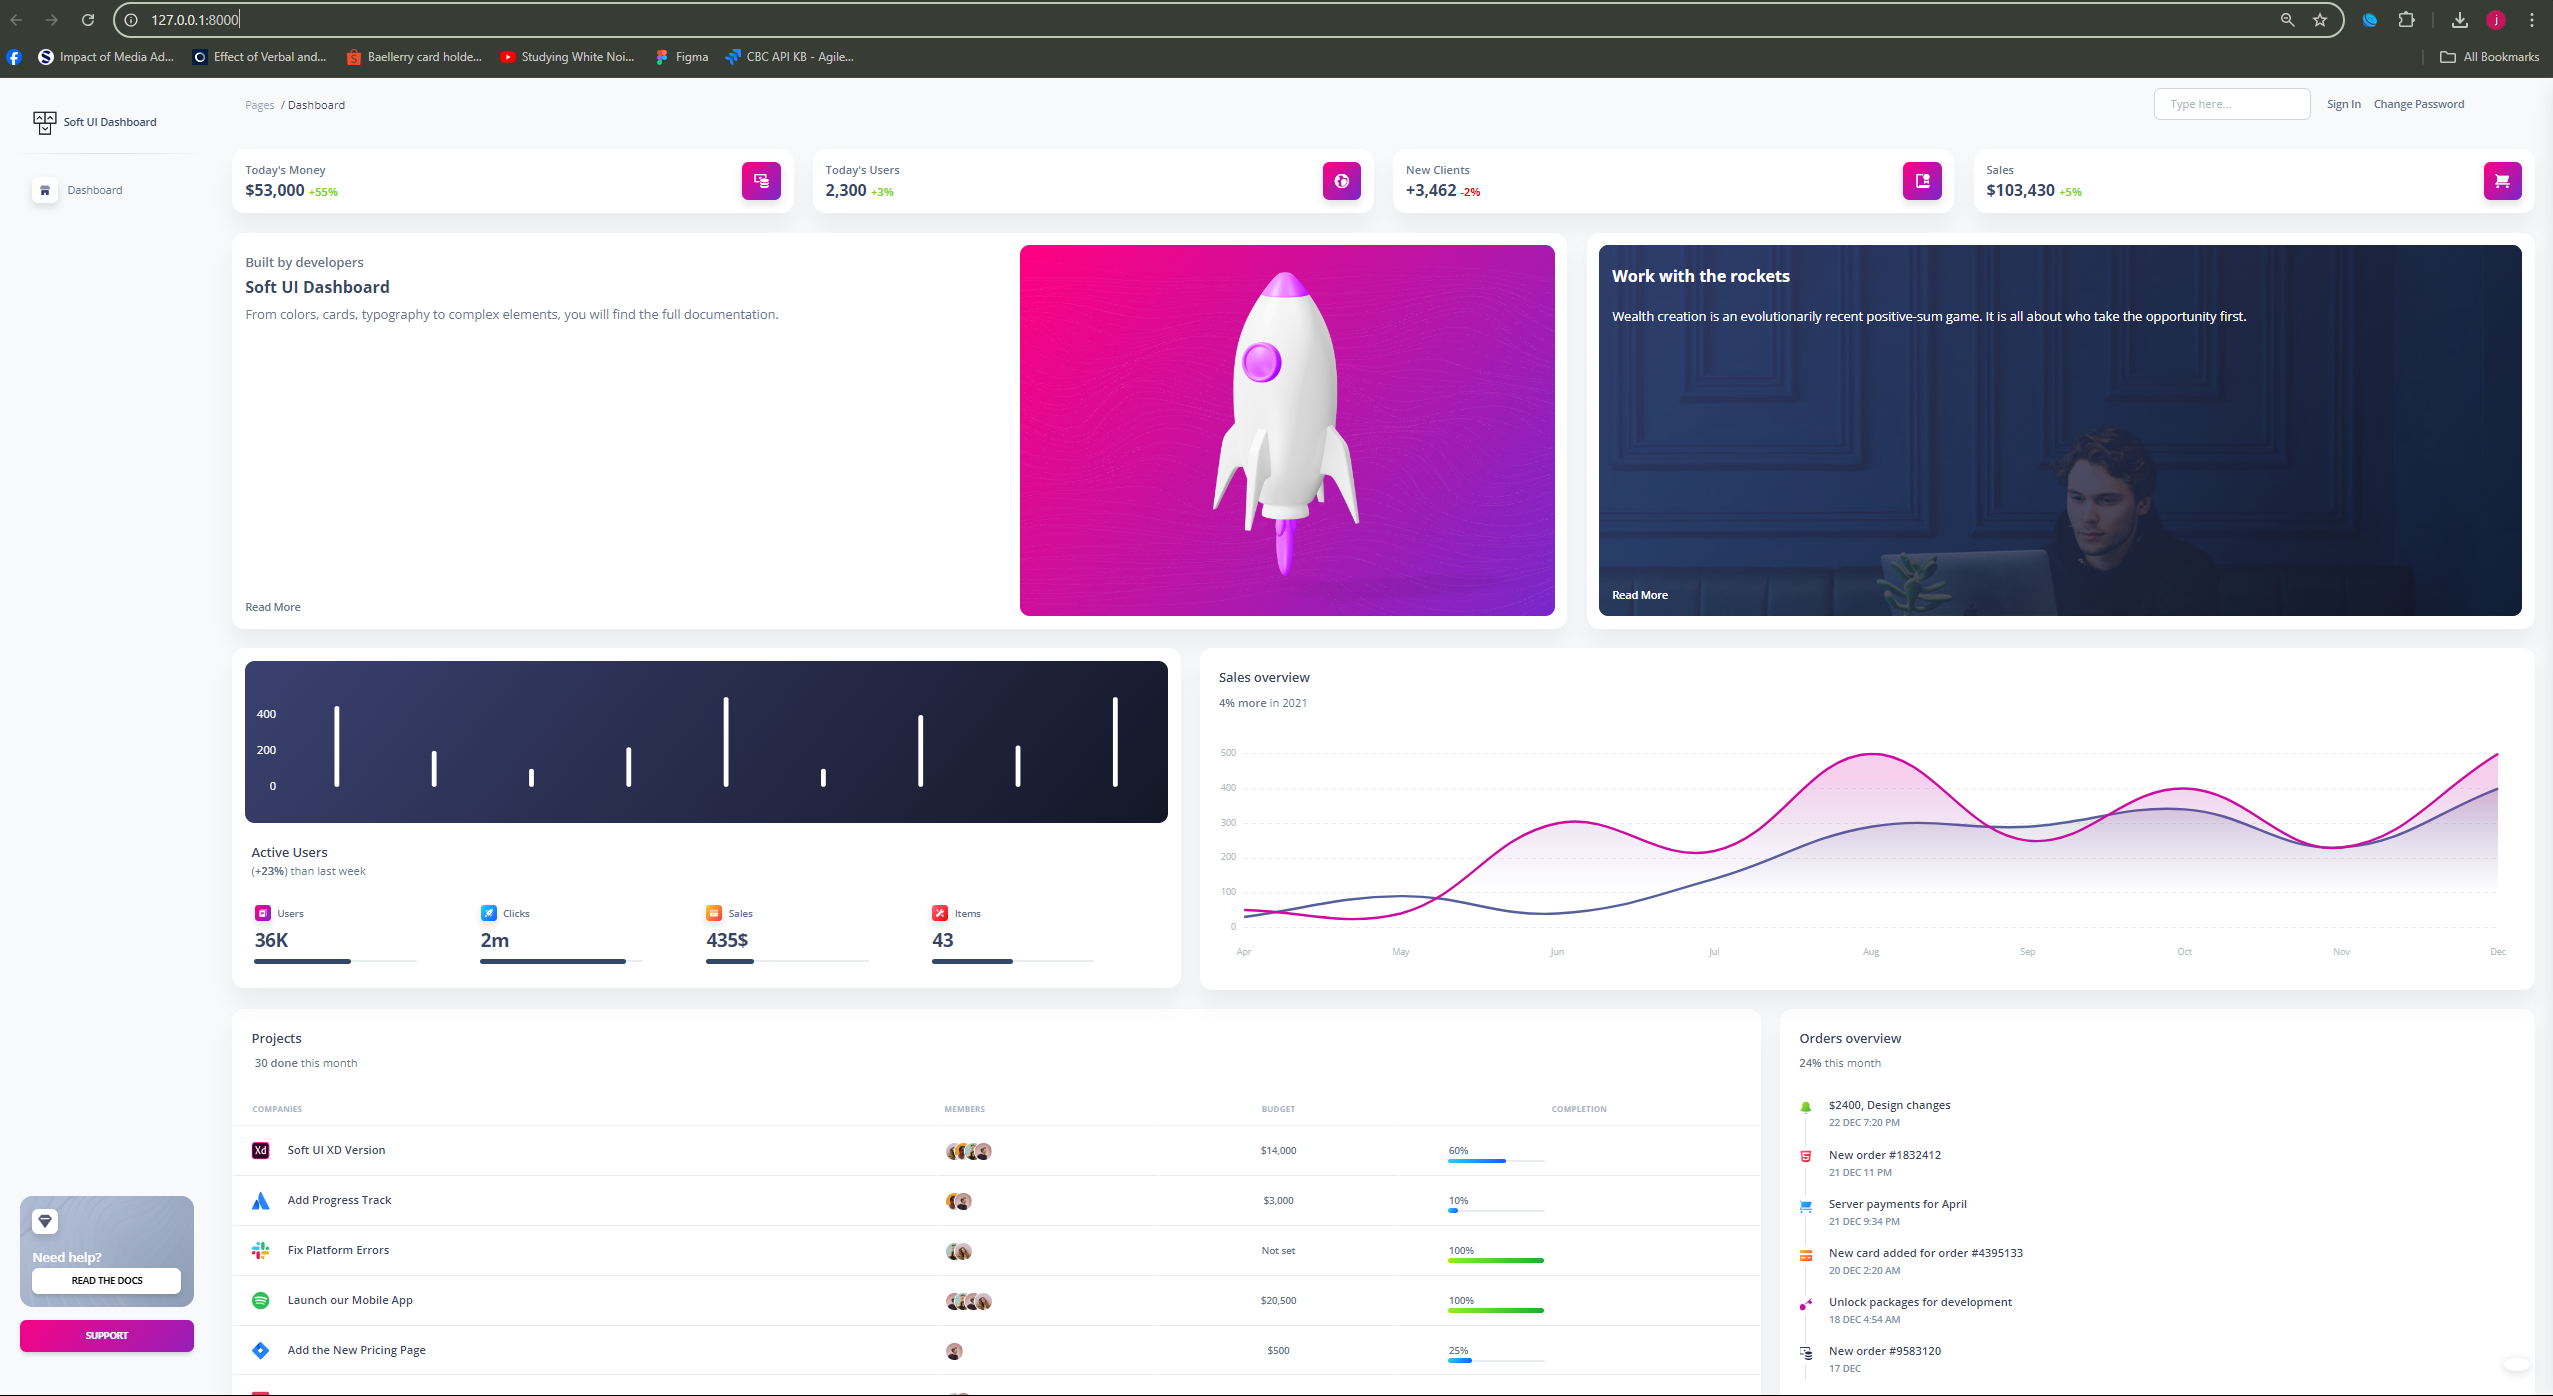 127.0.0.1:8000
Impact of Media Ad...
Effect of Verbal and...
Baellerry card holde...
Studying White Noi...
Figma
CBC API KB - Agile...
All Bookmarks
Soft UI Dashboard
Pages / Dashboard
Type here...
Sign In
Change Password
Dashboard
Today's Money
$53,000 +55%
Today's Users
2,300 +3%
New Clients
+3,462 -2%
Sales
$103,430 +5%
Built by developers
Soft UI Dashboard
From colors, cards, typography to complex elements, you will find the full documentation.
Read More
Work with the rockets
Wealth creation is an evolutionarily recent positive-sum game. It is all about who take the opportunity first.
Read More
400
200
0
Active Users
(+23%) than last week
Users
36K
Clicks
2m
Sales
435$
Items
43
Sales overview
4% more in 2021
500
400
300
200
100
0
Apr May Jun Jul Aug Sep Oct Nov Dec
Projects
30 done this month
COMPANIES MEMBERS BUDGET COMPLETION
Xd Soft UI XD Version $14,000 60%
Add Progress Track $3,000 10%
Fix Platform Errors Not set 100%
Launch our Mobile App $20,500 100%
Add the New Pricing Page $500 25%
Orders overview
24% this month
$2400, Design changes
22 DEC 7:20 PM
New order #1832412
21 DEC 11 PM
Server payments for April
21 DEC 9:34 PM
New card added for order #4395133
20 DEC 2:20 AM
Unlock packages for development
18 DEC 4:54 AM
New order #9583120
17 DEC
Need help?
READ THE DOCS
SUPPORT